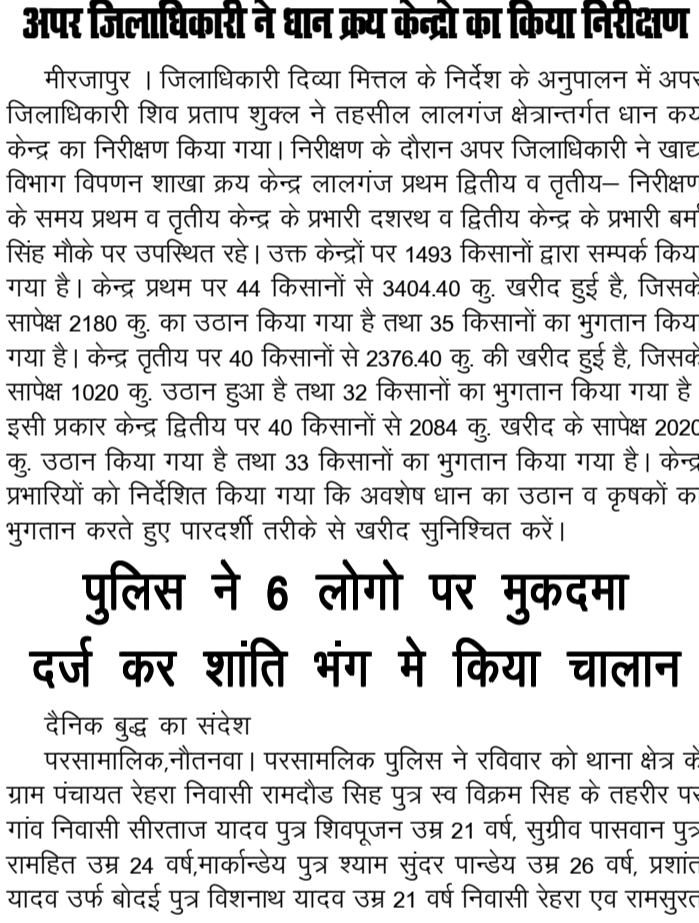 अपर जिलाधिकारी ने धान क्रय केन्द्रो का किया निरीक्षण
मीरजापुर । जिलाधिकारी दिव्या मित्तल के निर्देश के अनुपालन में अपर
जिलाधिकारी शिव प्रताप शुक्ल ने तहसील लालगंज क्षेत्रान्तर्गत धान कय
केन्द्र का निरीक्षण किया गया। निरीक्षण के दौरान अपर जिलाधिकारी ने खाद्य
विभाग विपणन शाखा क्रय केन्द्र लालगंज प्रथम द्वितीय व तृतीय– निरीक्षण
के समय प्रथम व तृतीय केन्द्र के प्रभारी दशरथ व द्वितीय केन्द्र के प्रभारी
सिंह मौके पर उपस्थित रहे। उक्त केन्द्रों पर 1493 किसानों द्वारा सम्पर्क किय
गया है। केन्द्र प्रथम पर 44 किसानों से 3404.40 कु. खरीद हुई है, जिसके
सापेक्ष 2180 कु. का उठान किया गया है तथा 35 किसानों का भुगतान किय
गया है। केन्द्र तृतीय पर 40 किसानों से 2376.40 कु. की खरीद हुई है, जिसके
सापेक्ष 1020 कु. उठान हुआ है तथा 32 किसानों का भुगतान किया गया है
इसी प्रकार केन्द्र द्वितीय पर 40 किसानों से 2084 कु. खरीद के सापेक्ष 2020
कु. उठान किया गया है तथा 33 किसानों का भुगतान किया गया है। केन्द्र
प्रभारियों को निर्देशित किया गया कि अवशेष धान का उठान व कृषकों का
भुगतान करते हुए पारदर्शी तरीके से खरीद सुनिश्चित करें।
पुलिस ने 6 लोगो पर मुकदमा
दर्ज कर शांति भंग मे किया चालान
दैनिक बुद्ध का संदेश
परसामालिक,नौतनवा। परसामलिक पुलिस ने रविवार को थाना क्षेत्र के
ग्राम पंचायत रेहरा निवासी रामदौड सिह पुत्र स्व विक्रम सिह के तहरीर पर
गांव निवासी सीरताज यादव पुत्र शिवपूजन उम्र 21 वर्ष, सुग्रीव पासवान पुत्र
रामहित उम्र 24 वर्ष,मार्कान्डेय पुत्र श्याम सुंदर पान्डेय उम्र 26 वर्ष, प्रशांत
यादव उर्फ बोदई पुत्र विशनाथ यादव उम्र 21 वर्ष निवासी रेहरा एव रामसुरत